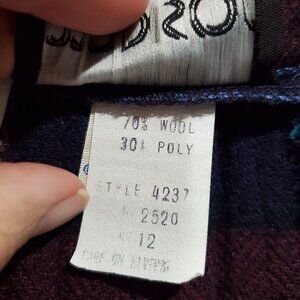 70% WOOL
30% POLY
STYLE 4237
2520
12
CARE ON REVERSE